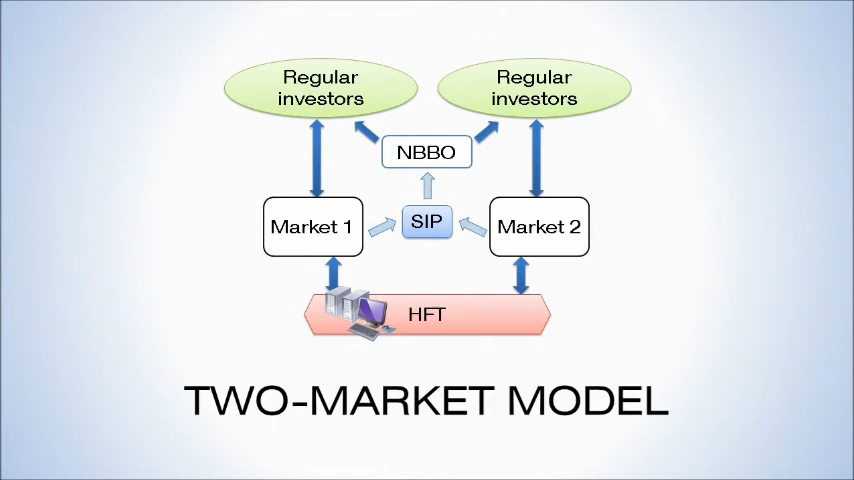 Regular
investors
Regular
investors
NBBO
Market 1
SIP
Market 2
HFT
TWO-MARKET MODEL